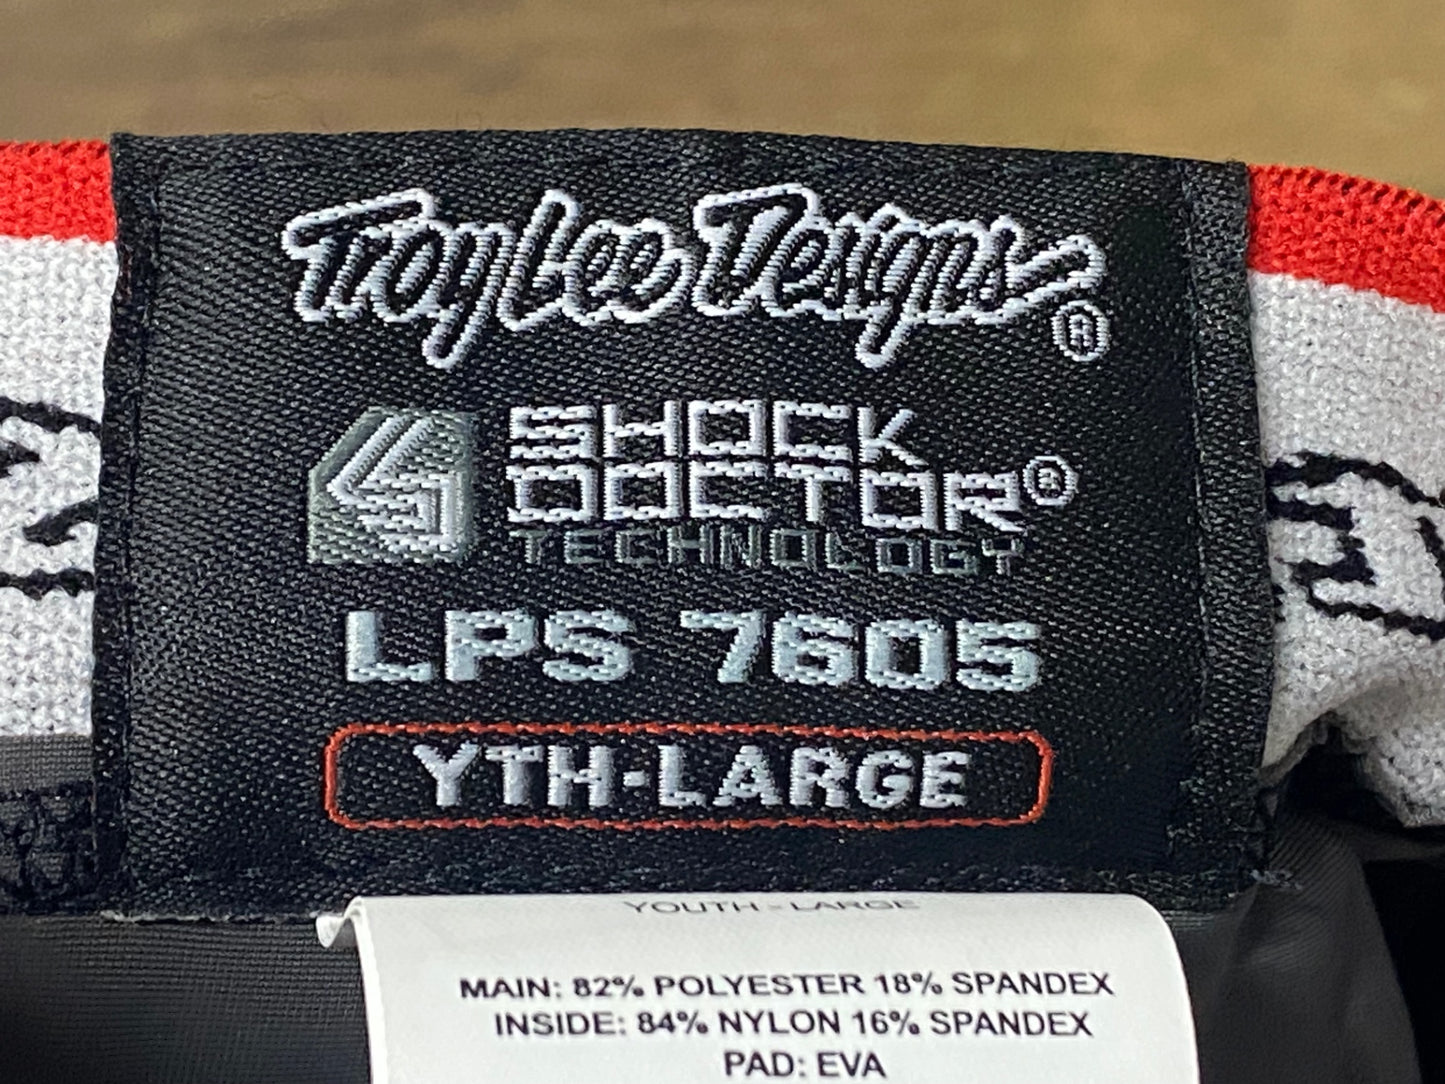 Troy Lee Designs®
SHOCK
DOCTOR®
TECHNOLOGY
LPS 7605
YTH-LARGE
YOUTH - LARGE
MAIN: 82% POLYESTER 18% SPANDEX
INSIDE: 84% NYLON 16% SPANDEX
PAD: EVA